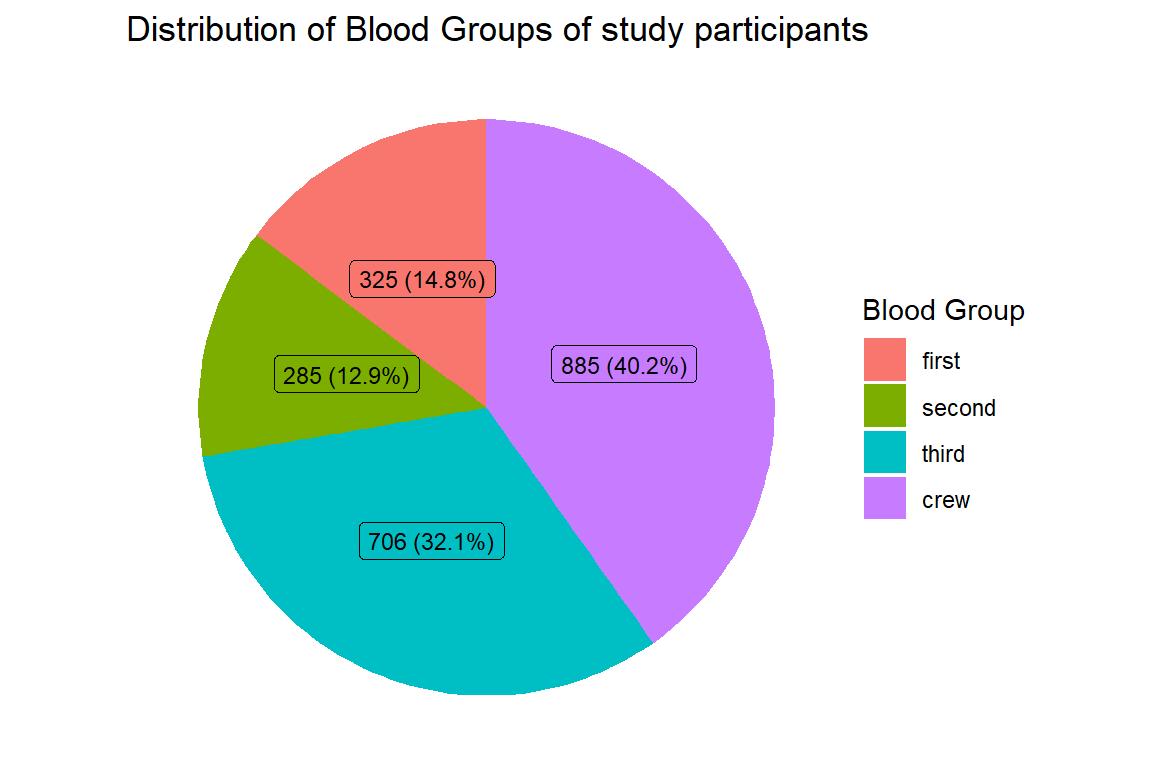 Distribution of Blood Groups of study participants
325 (14.8%)
885 (40.2%)
285 (12.9%)
706 (32.1%)
Blood Group
first
second
third
crew